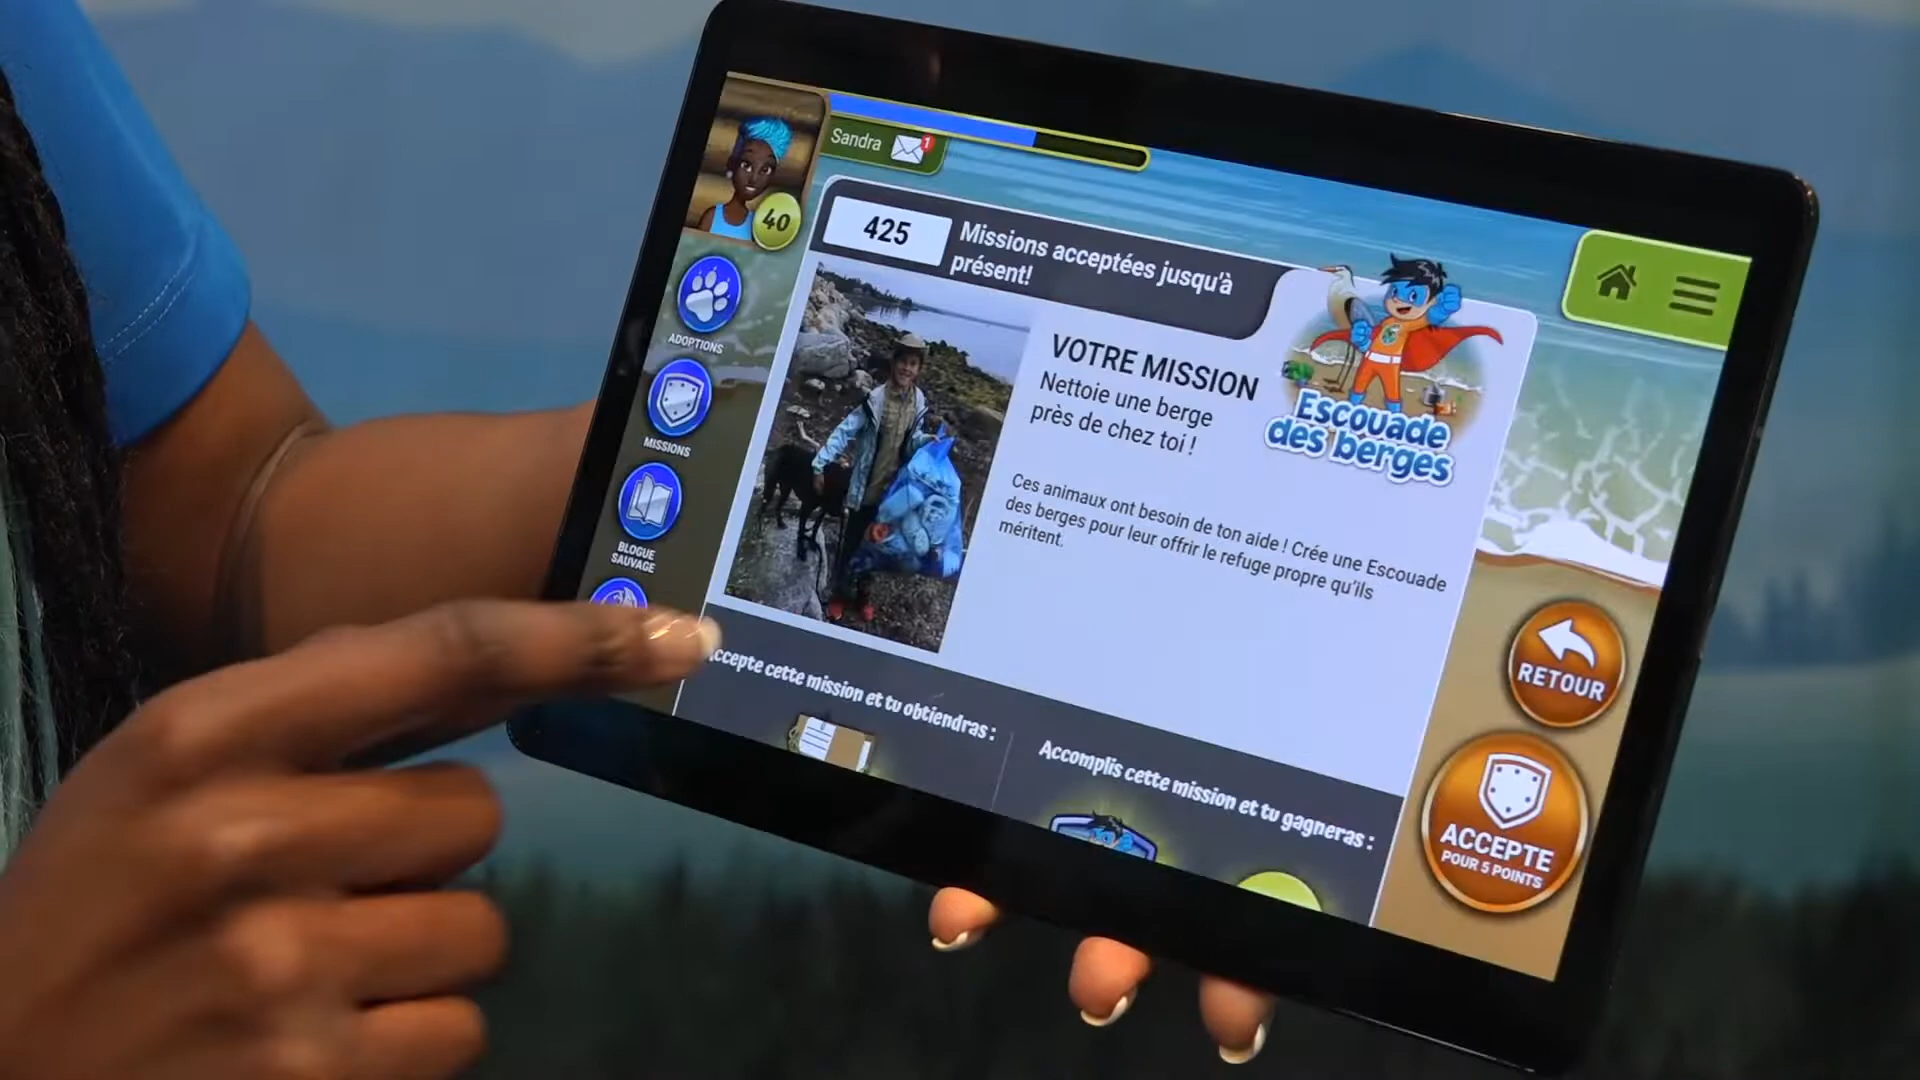 Sandra
1
40
425
Missions acceptées jusqu'à
présent!
ADOPTIONS
MISSIONS
BLOGUE
SAUVAGE
VOTRE MISSION
Nettoie une berge
près de chez toi !
Escouade
des berges
Ces animaux ont besoin de ton aide ! Crée une Escouade
des berges pour leur offrir le refuge propre qu'ils
méritent.
RETOUR
ccepte cette mission et tu obtiendras :
Accomplis cette mission et tu gagneras :
ACCEPTE
POUR 5 POINTS